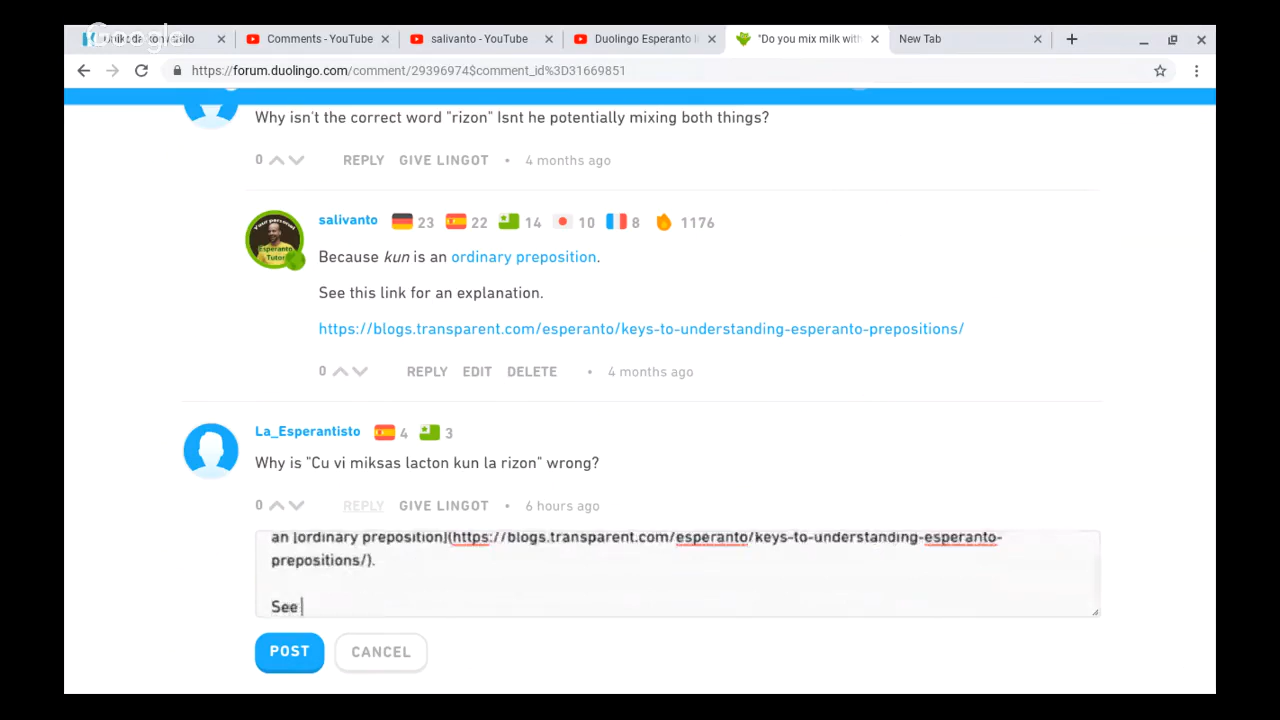 Google
Comments - YouTube
salivanto - YouTube
Duolingo Esperanto
"Do you mix milk with
New Tab
https://forum.duolingo.com/comment/29396974$comment_id%3D31669851
Why isn't the correct word "rizon" Isnt he potentially mixing both things?
0 REPLY GIVE LINGOT • 4 months ago
Your personal
Esperanto
Tutor
salivanto 23 22 14 10 8 1176
Because kun is an ordinary preposition.
See this link for an explanation.
https://blogs.transparent.com/esperanto/keys-to-understanding-esperanto-prepositions/
0 REPLY EDIT DELETE • 4 months ago
La_Esperantisto 4 3
Why is "Cu vi miksas lacton kun la rizon" wrong?
0 REPLY GIVE LINGOT • 6 hours ago
an [ordinary preposition](https://blogs.transparent.com/esperanto/keys-to-understanding-esperanto-
prepositions/).
See
POST CANCEL